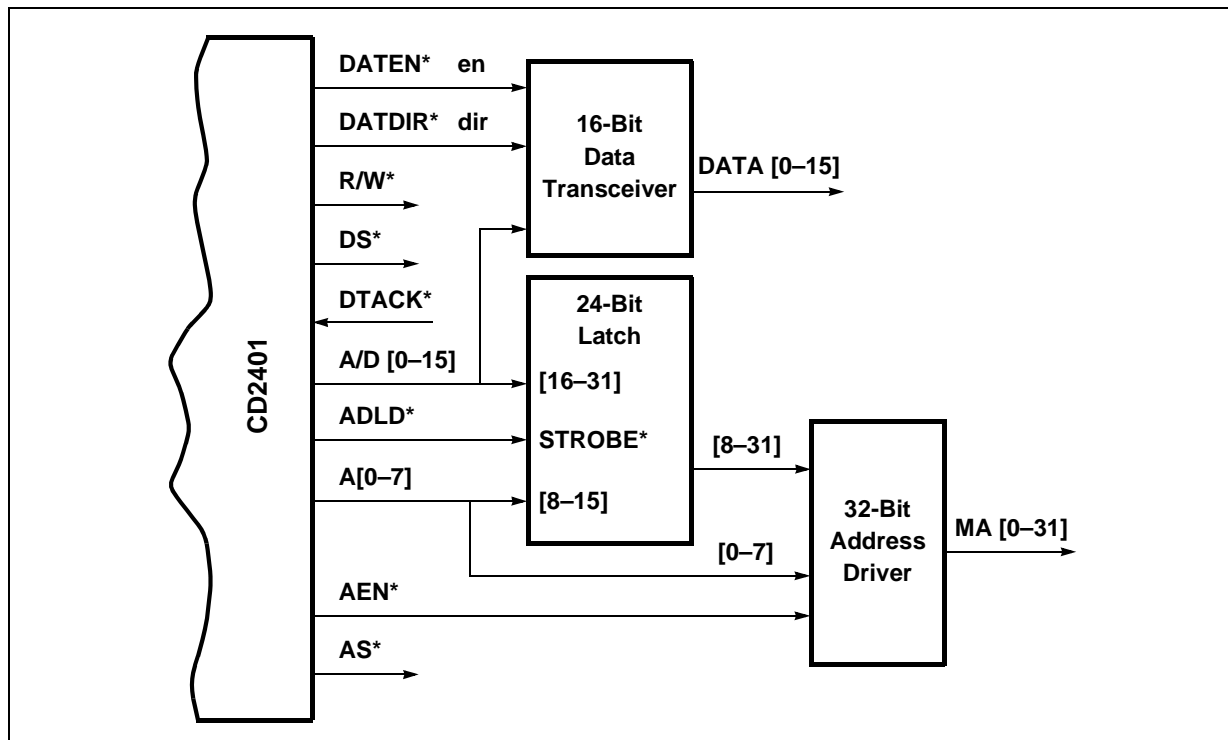 CD2401
DATEN* en
DATDIR* dir
R/W*
DS*
DTACK*
A/D [0–15]
ADLD*
A[0–7]
AEN*
AS*
16-Bit
Data
Transceiver
DATA [0–15]
24-Bit
Latch
[16–31]
STROBE*
[8–15]
[8–31]
[0–7]
32-Bit
Address
Driver
MA [0–31]